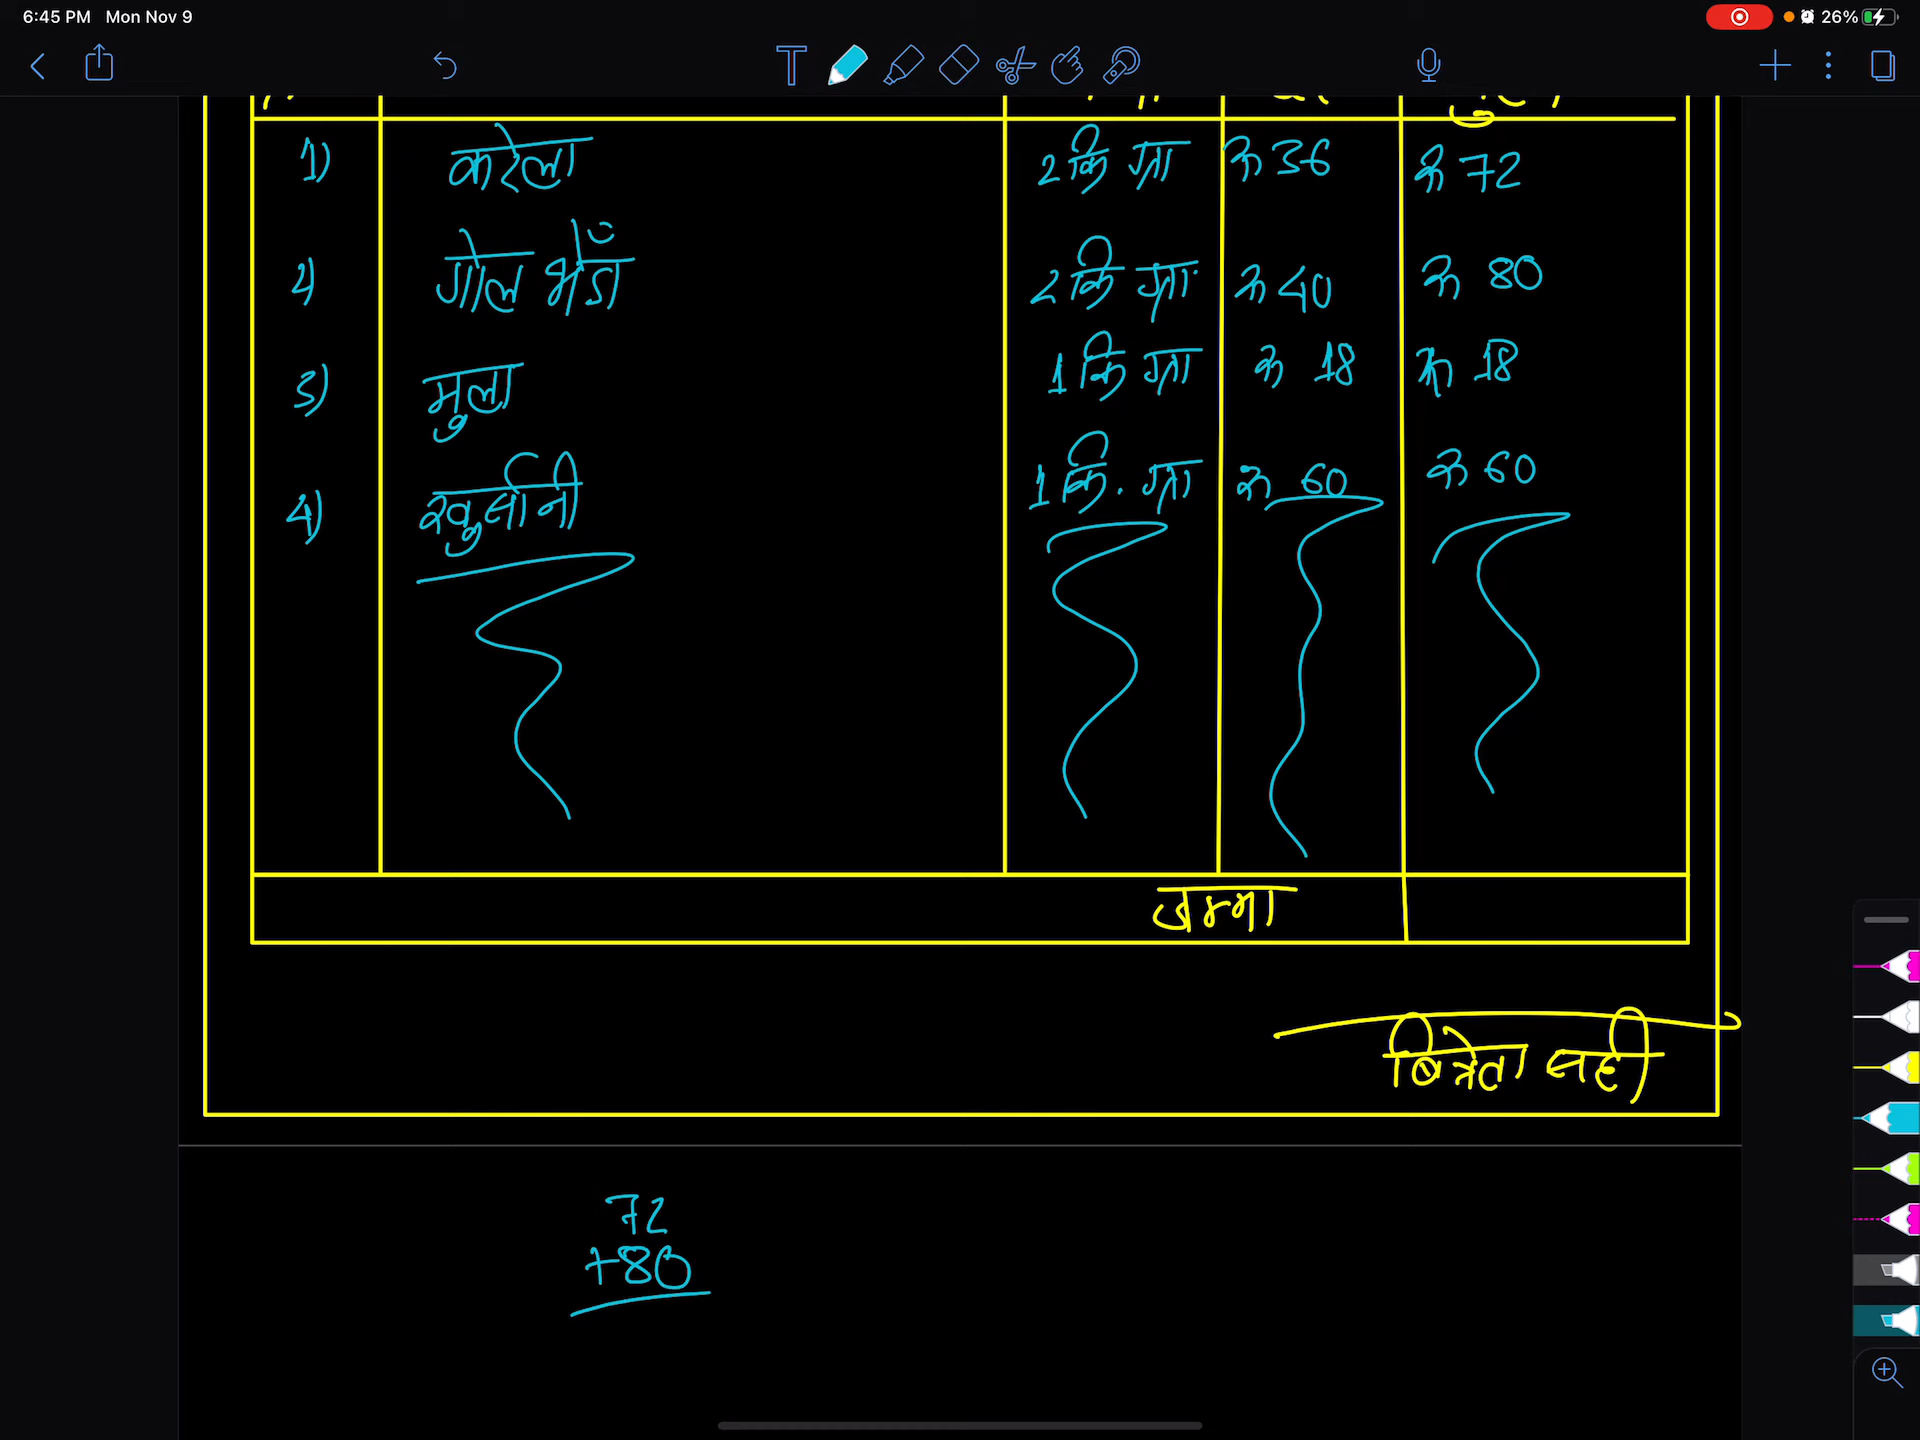 6:45 PM Mon Nov 9 26%
1) करेला 2 कि ग्रा रु 36 रु 72
2) गोल भेँडा 2 कि ग्रा रु 40 रु 80
3) मुला 1 कि ग्रा रु 18 रु 18
4) खुर्सानी 1 कि. ग्रा रु 60 रु 60
जम्मा
बिक्रेता सही
72
+80